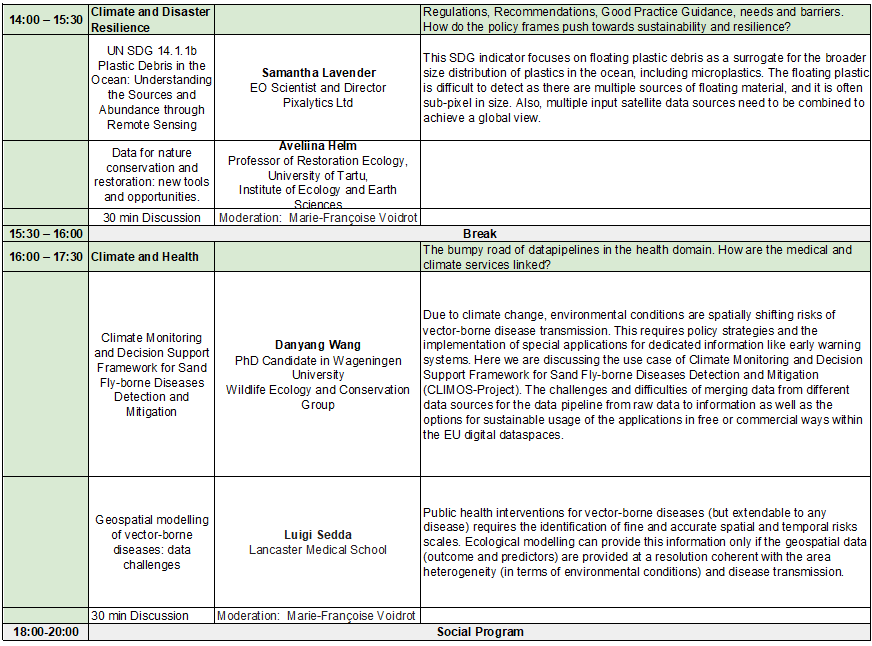 14:00 – 15:30
Climate and Disaster
Resilience
Regulations, Recommendations, Good Practice Guidance, needs and barriers.
How do the policy frames push towards sustainability and resilience?
UN SDG 14.1.1b
Plastic Debris in the
Ocean: Understanding
the Sources and
Abundance through
Remote Sensing
Samantha Lavender
EO Scientist and Director
Pixalytics Ltd
This SDG indicator focuses on floating plastic debris as a surrogate for the broader
size distribution of plastics in the ocean, including microplastics. The floating plastic
is difficult to detect as there are multiple sources of floating material, and it is often
sub-pixel in size. Also, multiple input satellite data sources need to be combined to
achieve a global view.
Data for nature
conservation and
restoration: new tools
and opportunities.
Aveliina Helm
Professor of Restoration Ecology,
University of Tartu,
Institute of Ecology and Earth
Sciences
30 min Discussion
Moderation: Marie-Françoise Voidrot
15:30 – 16:00
Break
16:00 – 17:30
Climate and Health
The bumpy road of datapipelines in the health domain. How are the medical and
climate services linked?
Climate Monitoring
and Decision Support
Framework for Sand
Fly-borne Diseases
Detection and
Mitigation
Danyang Wang
PhD Candidate in Wageningen
University
Wildlife Ecology and Conservation
Group
Due to climate change, environmental conditions are spatially shifting risks of
vector-borne disease transmission. This requires policy strategies and the
implementation of special applications for dedicated information like early warning
systems. Here we are discussing the use case of Climate Monitoring and Decision
Support Framework for Sand Fly-borne Diseases Detection and Mitigation
(CLIMOS-Project). The challenges and difficulties of merging data from different
data sources for the data pipeline from raw data to information as well as the
options for sustainable usage of the applications in free or commercial ways within
the EU digital dataspaces.
Geospatial modelling
of vector-borne
diseases: data
challenges
Luigi Sedda
Lancaster Medical School
Public health interventions for vector-borne diseases (but extendable to any
disease) requires the identification of fine and accurate spatial and temporal risks
scales. Ecological modelling can provide this information only if the geospatial data
(outcome and predictors) are provided at a resolution coherent with the area
heterogeneity (in terms of environmental conditions) and disease transmission.
30 min Discussion
Moderation: Marie-Françoise Voidrot
18:00-20:00
Social Program